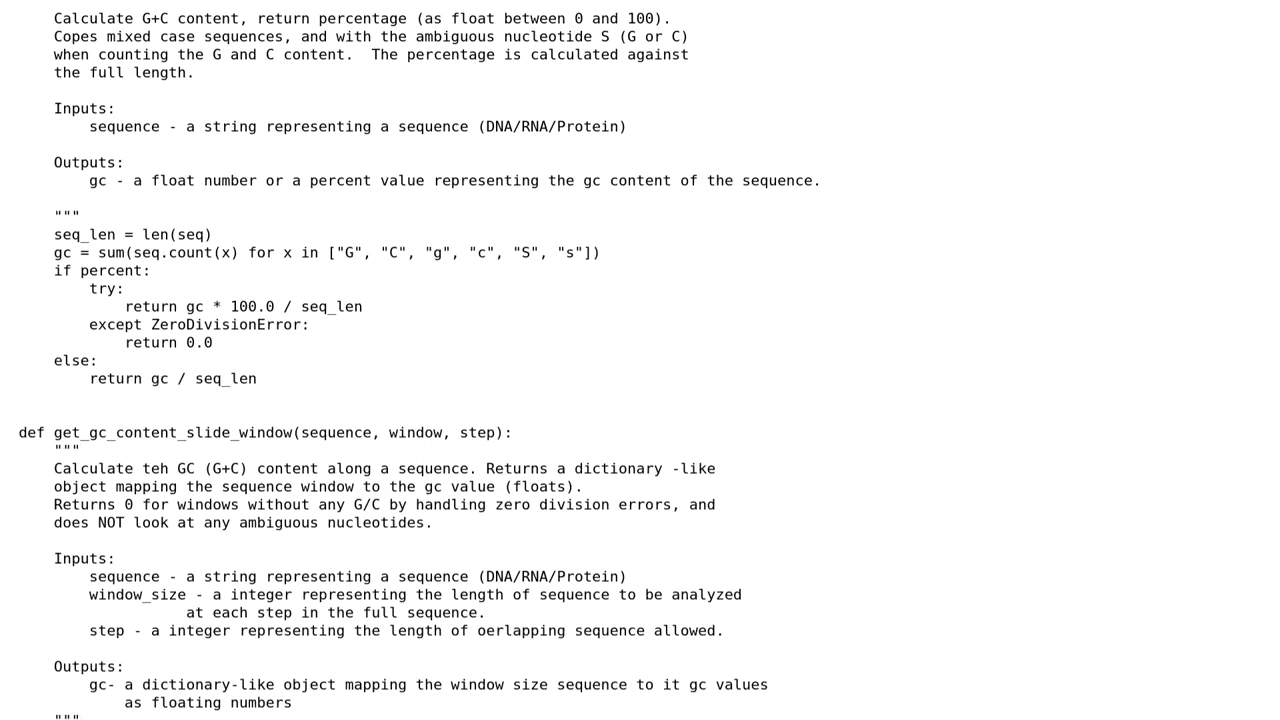 Calculate G+C content, return percentage (as float between 0 and 100).
Copes mixed case sequences, and with the ambiguous nucleotide S (G or C)
when counting the G and C content.  The percentage is calculated against
the full length.
Inputs:
sequence - a string representing a sequence (DNA/RNA/Protein)
Outputs:
gc - a float number or a percent value representing the gc content of the sequence.
"""
seq_len = len(seq)
gc = sum(seq.count(x) for x in ["G", "C", "g", "c", "S", "s"])
if percent:
try:
return gc * 100.0 / seq_len
except ZeroDivisionError:
return 0.0
else:
return gc / seq_len
def get_gc_content_slide_window(sequence, window, step):
"""
Calculate teh GC (G+C) content along a sequence. Returns a dictionary -like
object mapping the sequence window to the gc value (floats).
Returns 0 for windows without any G/C by handling zero division errors, and
does NOT look at any ambiguous nucleotides.
Inputs:
sequence - a string representing a sequence (DNA/RNA/Protein)
window_size - a integer representing the length of sequence to be analyzed
at each step in the full sequence.
step - a integer representing the length of oerlapping sequence allowed.
Outputs:
gc- a dictionary-like object mapping the window size sequence to it gc values
as floating numbers
"""